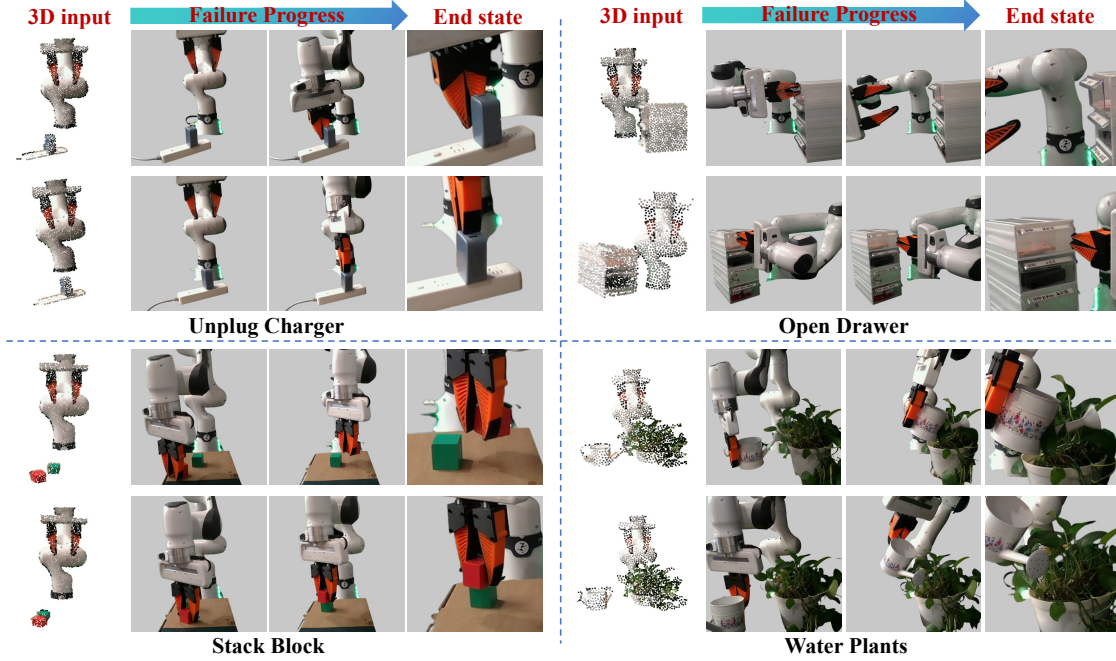 3D input
Failure Progress
End state
3D input
Failure Progress
End state
Unplug Charger
Open Drawer
Stack Block
Water Plants